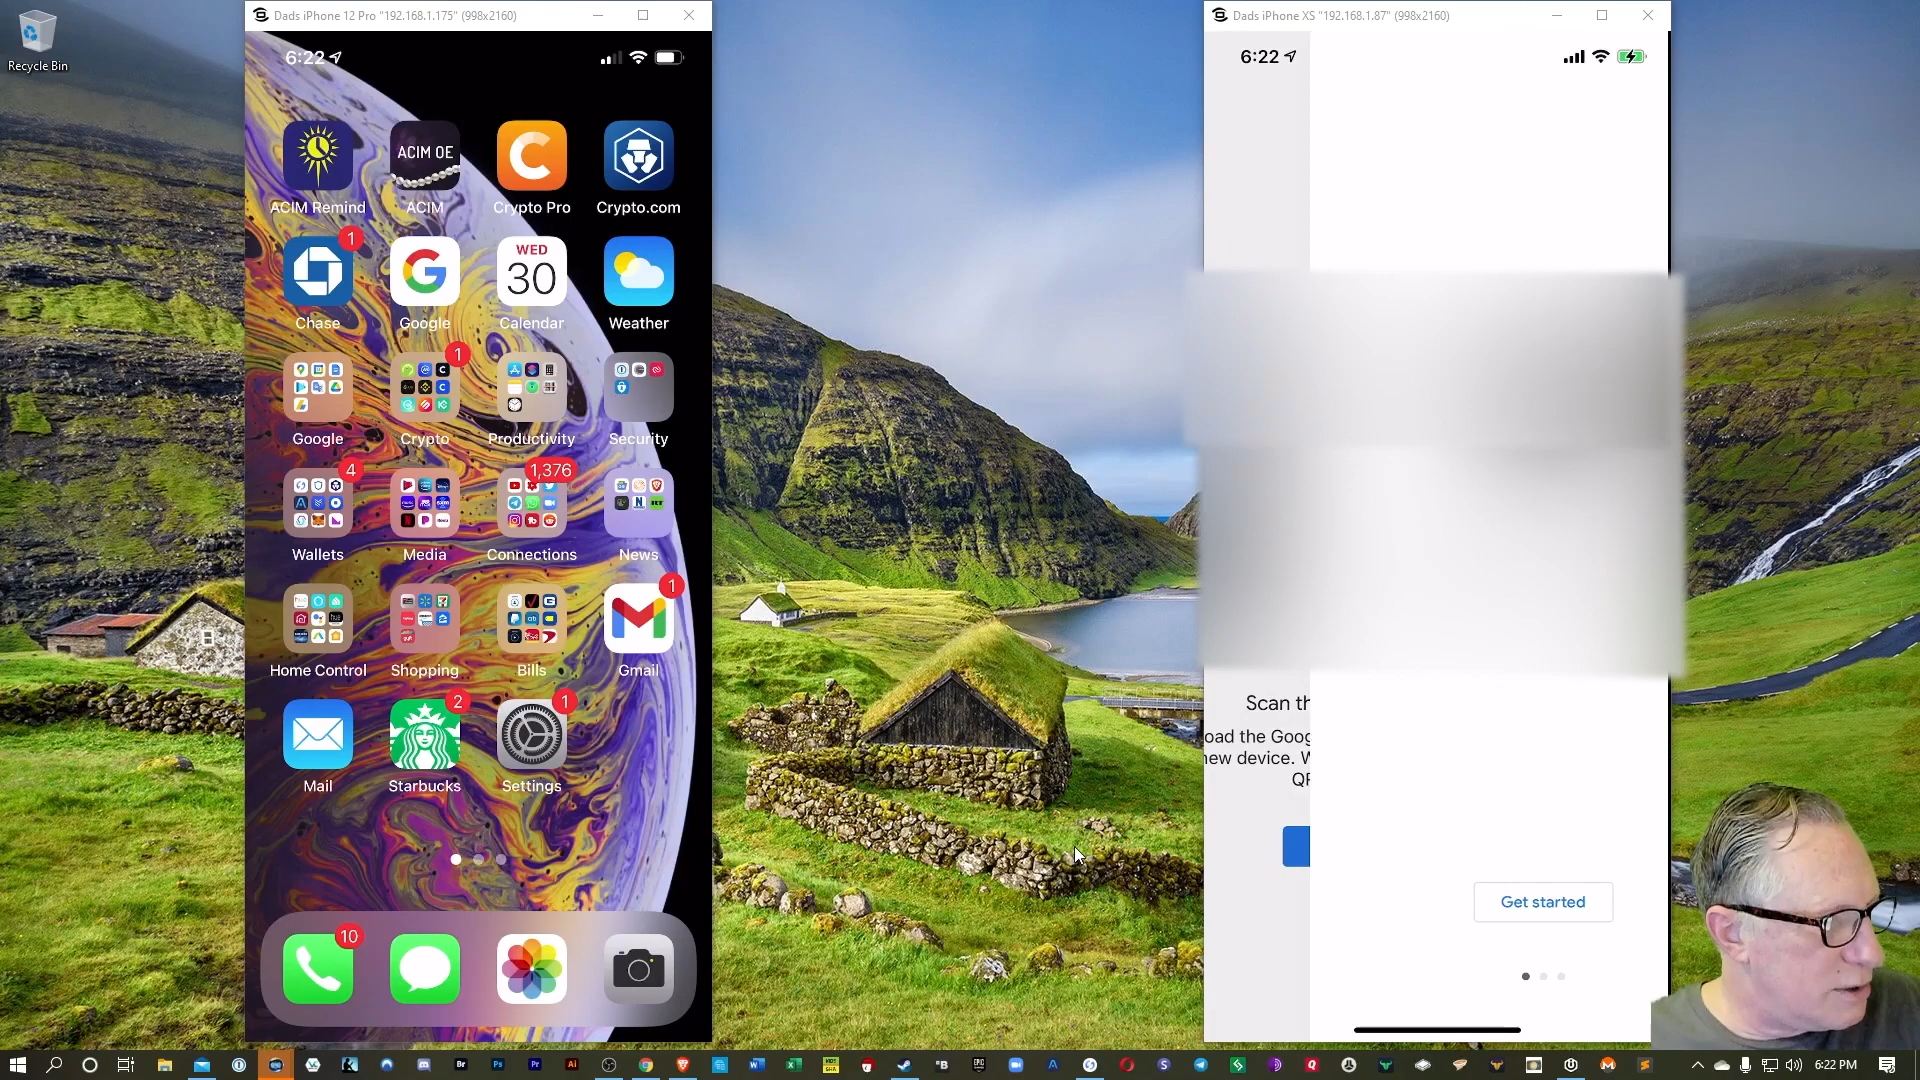 Recycle Bin
Dads iPhone 12 Pro "192.168.1.175" (998x2160)
6:22
ACIM OE
ACIM Remind
ACIM
Crypto Pro
Crypto.com
1
WED
30
Chase
Google
Calendar
Weather
1
Google
Crypto
Productivity
Security
4
1,376
Wallets
Media
Connections
News
1
Home Control
Shopping
Bills
Gmail
2
1
Mail
Starbucks
Settings
10
Dads iPhone XS "192.168.1.87" (998x2160)
6:22
Scan th
oad the Goog
new device. W
QR
Get started
6:22 PM